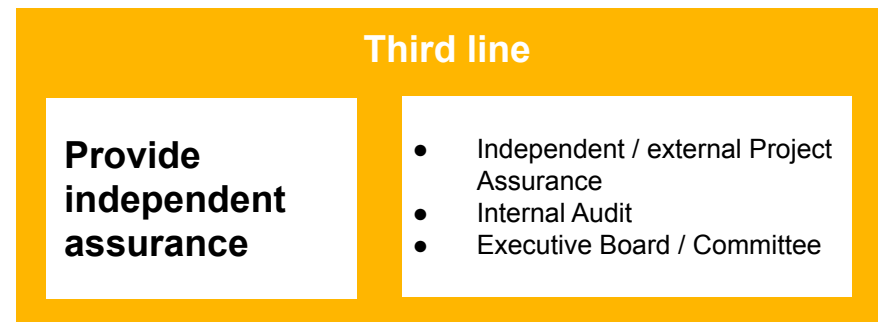 Third line
Provide
independent
assurance
● Independent / external Project
Assurance
● Internal Audit
● Executive Board / Committee